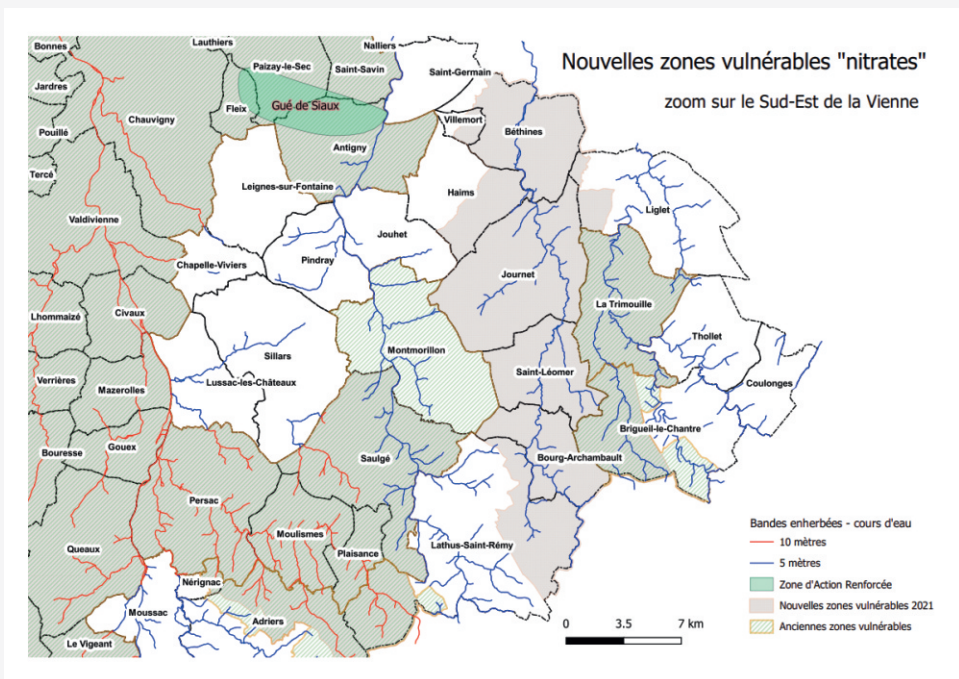 Nouvelles zones vulnérables "nitrates"
zoom sur le Sud-Est de la Vienne
Bonnes
Lauthiers
Nalliers
Paizay-le-Sec
Saint-Savin
Saint-Germain
Jardres
Fleix
Gué de Siaux
Villemort
Chauvigny
Béthines
Pouillé
Antigny
Tercé
Leignes-sur-Fontaine
Haims
Liglet
Valdivienne
Jouhet
Pindray
Chapelle-Viviers
Journet
La Trimouille
Lhommaizé
Civaux
Thollet
Montmorillon
Sillars
Saint-Léomer
Verrières
Lussac-les-Châteaux
Coulonges
Mazerolles
Brigueil-le-Chantre
Gouex
Bouresse
Saulgé
Bourg-Archambault
Persac
Moulismes
Lathus-Saint-Rémy
Queaux
Plaisance
Nérignac
Moussac
Adriers
Le Vigeant
Bandes enherbées - cours d'eau
10 mètres
5 mètres
Zone d'Action Renforcée
Nouvelles zones vulnérables 2021
Anciennes zones vulnérables
0 3.5 7 km